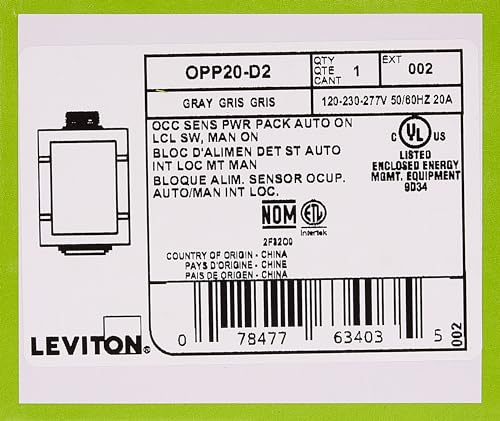 OPP20-D2
QTY
QTE
CANT
1
EXT
002
GRAY GRIS GRIS
120-230-277V 50/60HZ 20A
OCC SENS PWR PACK AUTO ON
LCL SW, MAN ON
BLOC D'ALIMEN DET ST AUTO
INT LOC MT MAN
BLOQUE ALIM. SENSOR OCUP.
AUTO/MAN INT LOC.
C UL US
LISTED
ENCLOSED ENERGY
MGMT. EQUIPMENT
9D34
NOM
ETL
Intertek
2F3200
COUNTRY OF ORIGIN - CHINA
PAYS D'ORIGINE - CHINE
PAIS DE ORIGEN - CHINA
LEVITON®
0 78477 63403 5
002